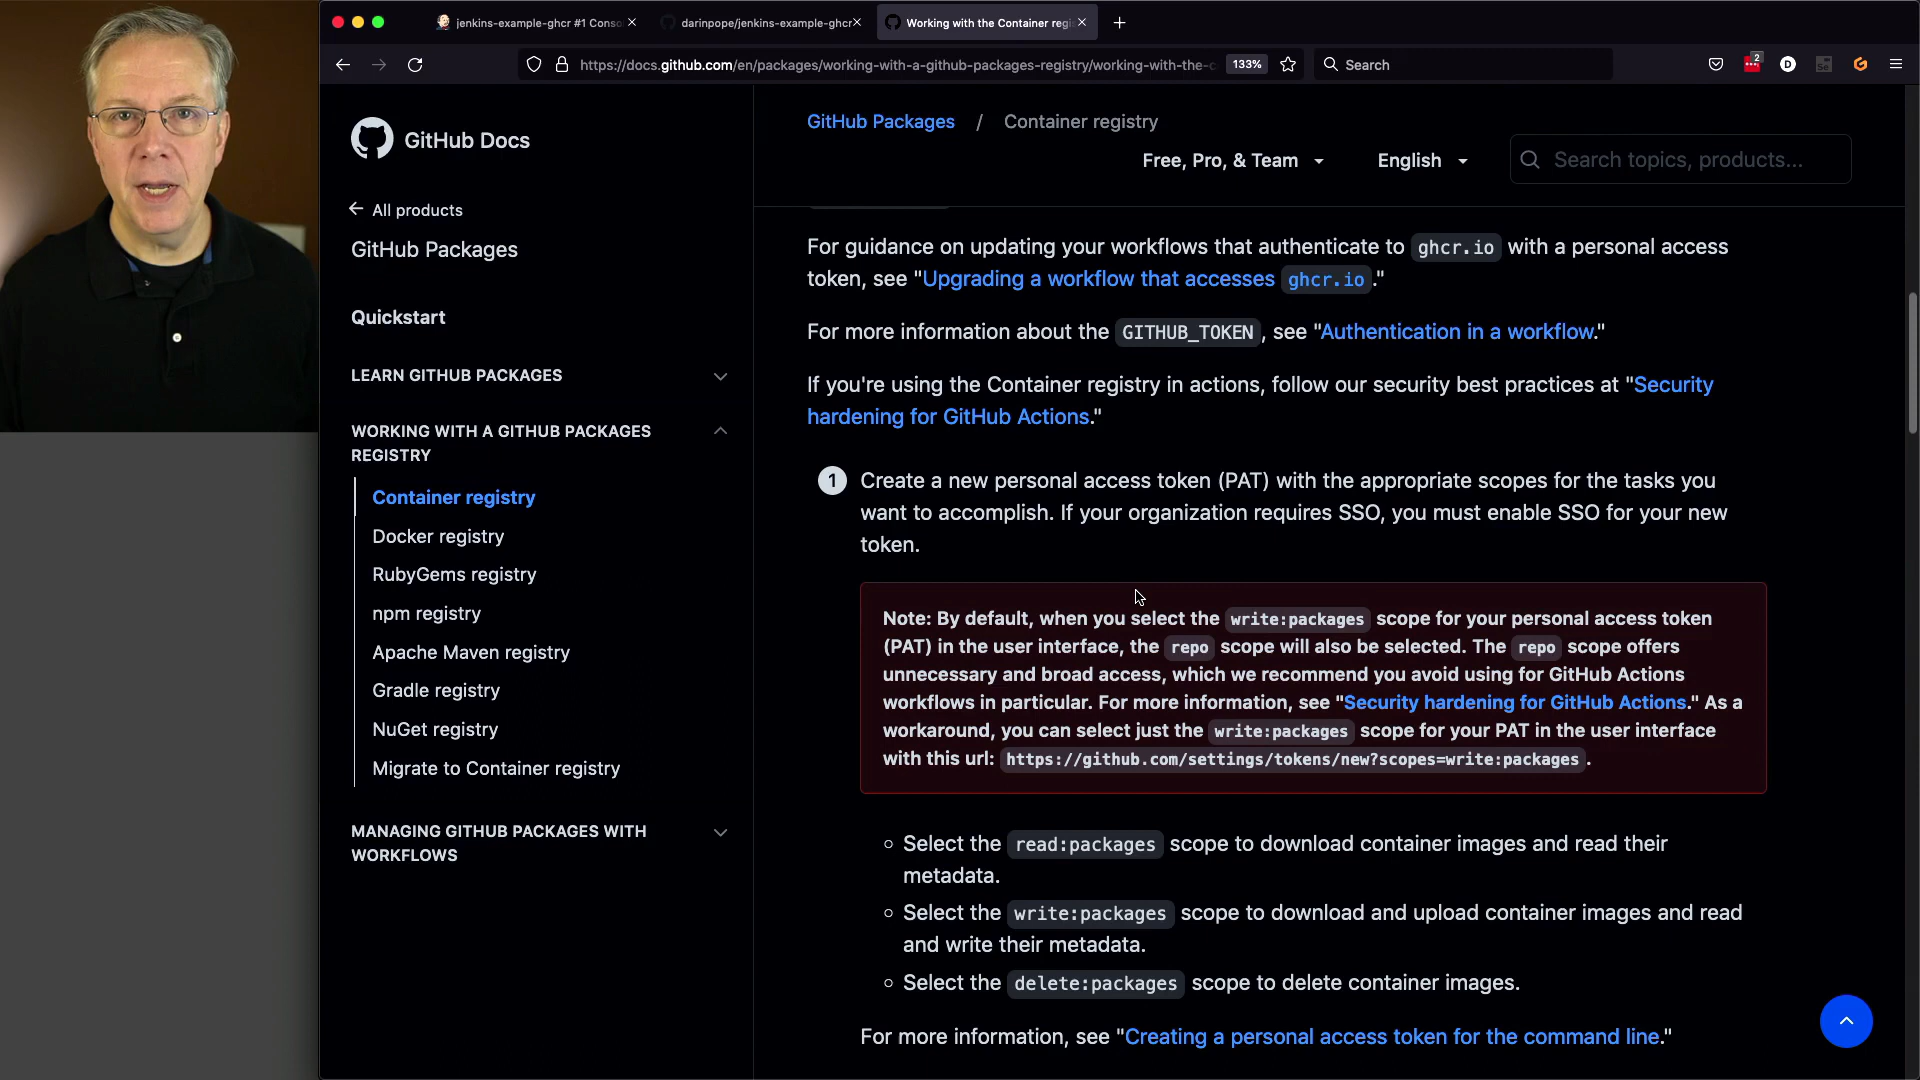 jenkins-example-ghcr #1 Conso
darinpope/jenkins-example-ghcr
Working with the Container regi
https://docs.github.com/en/packages/working-with-a-github-packages-registry/working-with-the-c
133%
Search
2
GitHub Docs
All products
GitHub Packages
Quickstart
LEARN GITHUB PACKAGES
WORKING WITH A GITHUB PACKAGES
REGISTRY
Container registry
Docker registry
RubyGems registry
npm registry
Apache Maven registry
Gradle registry
NuGet registry
Migrate to Container registry
MANAGING GITHUB PACKAGES WITH
WORKFLOWS
GitHub Packages / Container registry
Free, Pro, & Team
English
Search topics, products...
For guidance on updating your workflows that authenticate to ghcr.io with a personal access
token, see "Upgrading a workflow that accesses ghcr.io."
For more information about the GITHUB_TOKEN, see "Authentication in a workflow."
If you're using the Container registry in actions, follow our security best practices at "Security
hardening for GitHub Actions."
1 Create a new personal access token (PAT) with the appropriate scopes for the tasks you
want to accomplish. If your organization requires SSO, you must enable SSO for your new
token.
Note: By default, when you select the write:packages scope for your personal access token
(PAT) in the user interface, the repo scope will also be selected. The repo scope offers
unnecessary and broad access, which we recommend you avoid using for GitHub Actions
workflows in particular. For more information, see "Security hardening for GitHub Actions." As a
workaround, you can select just the write:packages scope for your PAT in the user interface
with this url: https://github.com/settings/tokens/new?scopes=write:packages.
Select the read:packages scope to download container images and read their
metadata.
Select the write:packages scope to download and upload container images and read
and write their metadata.
Select the delete:packages scope to delete container images.
For more information, see "Creating a personal access token for the command line."